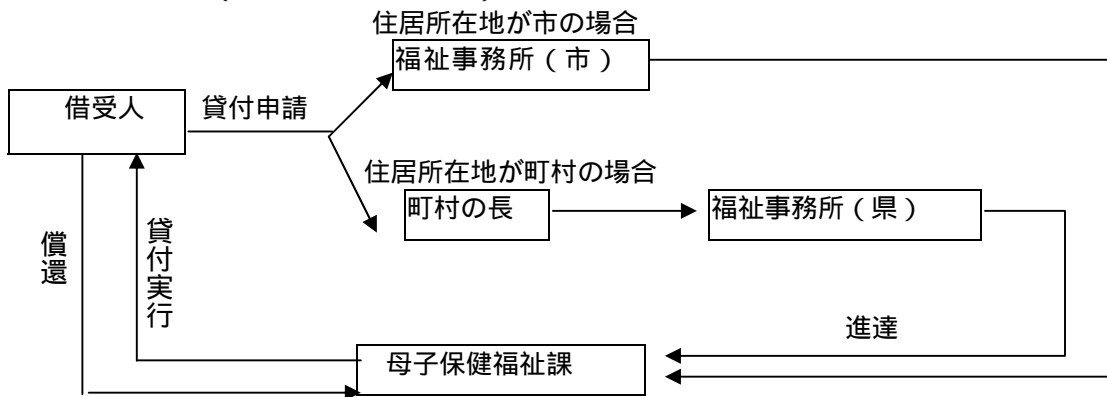 住居所在地が市の場合
福祉事務所（市）
借受人
貸付申請
住居所在地が町村の場合
町村の長
福祉事務所（県）
償還
貸付実行
進達
母子保健福祉課